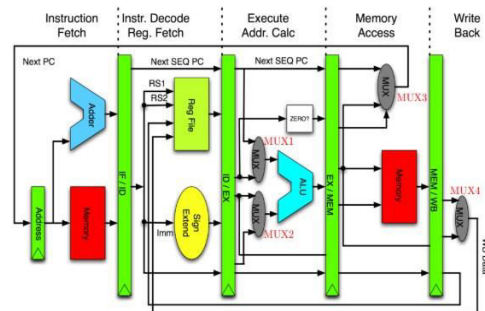 Instruction
Fetch
Instr. Decode
Reg. Fetch
Execute
Addr. Calc
Memory
Access
Write
Back
Next PC
Next SEQ PC
Next SEQ PC
RS1
RS2
Reg File
Adder
ZERO?
MUX
MUX1
MUX
MUX2
MUX
MUX3
MUX
MUX4
ALU
Address
Memory
IF / ID
Imm
Sign
Extend
ID / EX
EX / MEM
Memory
MEM / WB